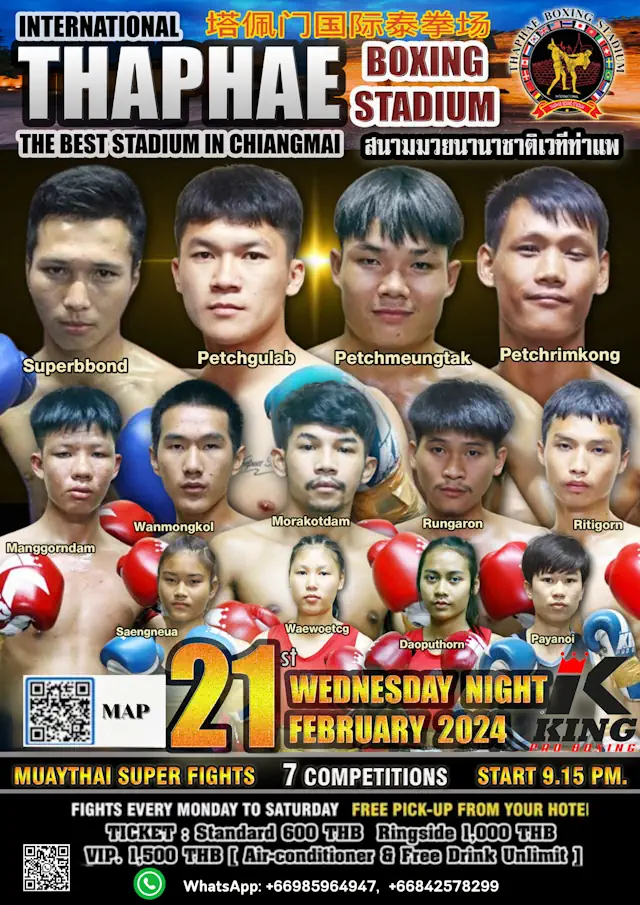 INTERNATIONAL
塔佩门国际泰拳场
THAPHAE
BOXING
STADIUM
THAPHAE BOXING STADIUM
THE BEST STADIUM IN CHIANGMAI
สนามมวยนานาชาติเวทีท่าแพ
Superbbond
Petchgulab
Petchmeungtak
Petchrimkong
Manggorndam
Wanmongkol
Morakotdam
Rungaron
Ritigorn
Saengneua
Waewoetcg
Daoputhorn
Payanoi
MAP
21st
WEDNESDAY NIGHT
FEBRUARY 2024
K
KING
PRO BOXING
MUAYTHAI SUPER FIGHTS 7 COMPETITIONS START 9.15 PM.
FIGHTS EVERY MONDAY TO SATURDAY FREE PICK-UP FROM YOUR HOTEl
TICKET : Standard 600 THB Ringside 1,000 THB
VIP. 1,500 THB [ Air-conditioner & Free Drink Unlimit ]
WhatsApp: +66985964947, +66842578299